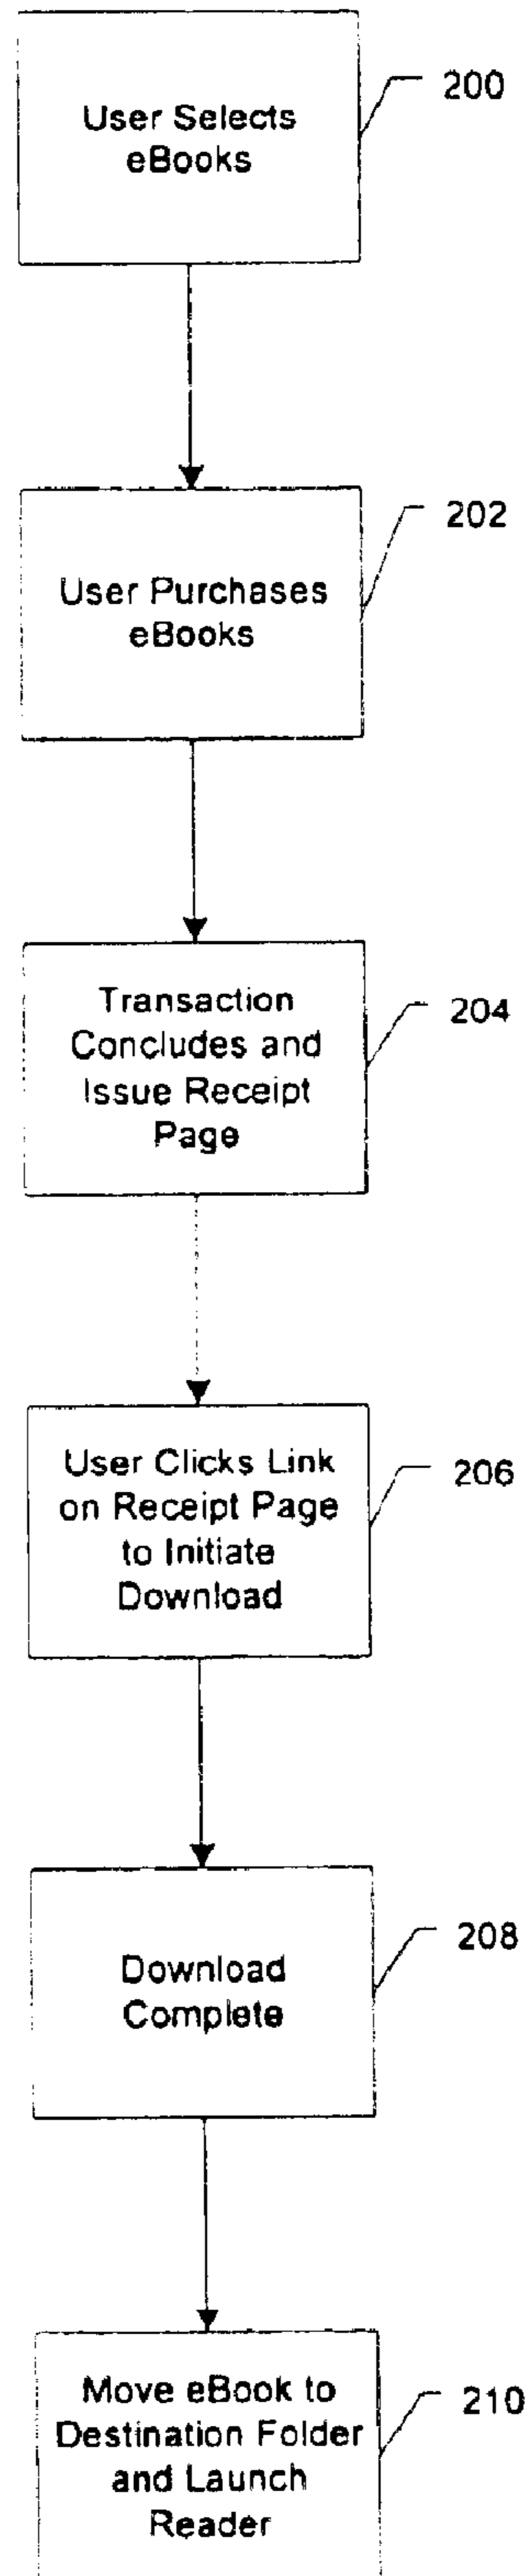 User Selects
eBooks
200
User Purchases
eBooks
202
Transaction
Concludes and
Issue Receipt
Page
204
User Clicks Link
on Receipt Page
to Initiate
Download
206
Download
Complete
208
Move eBook to
Destination Folder
and Launch
Reader
210